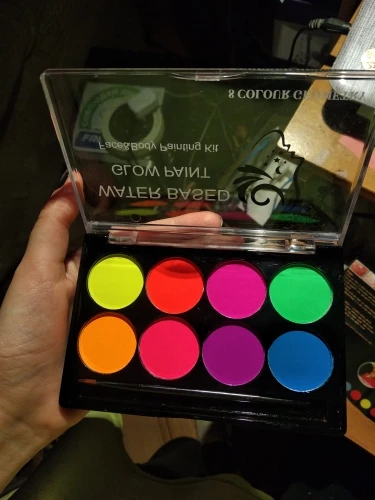 WATER BASED
GLOW PAINT
Face&Body Painting Kit
8 COLOUR